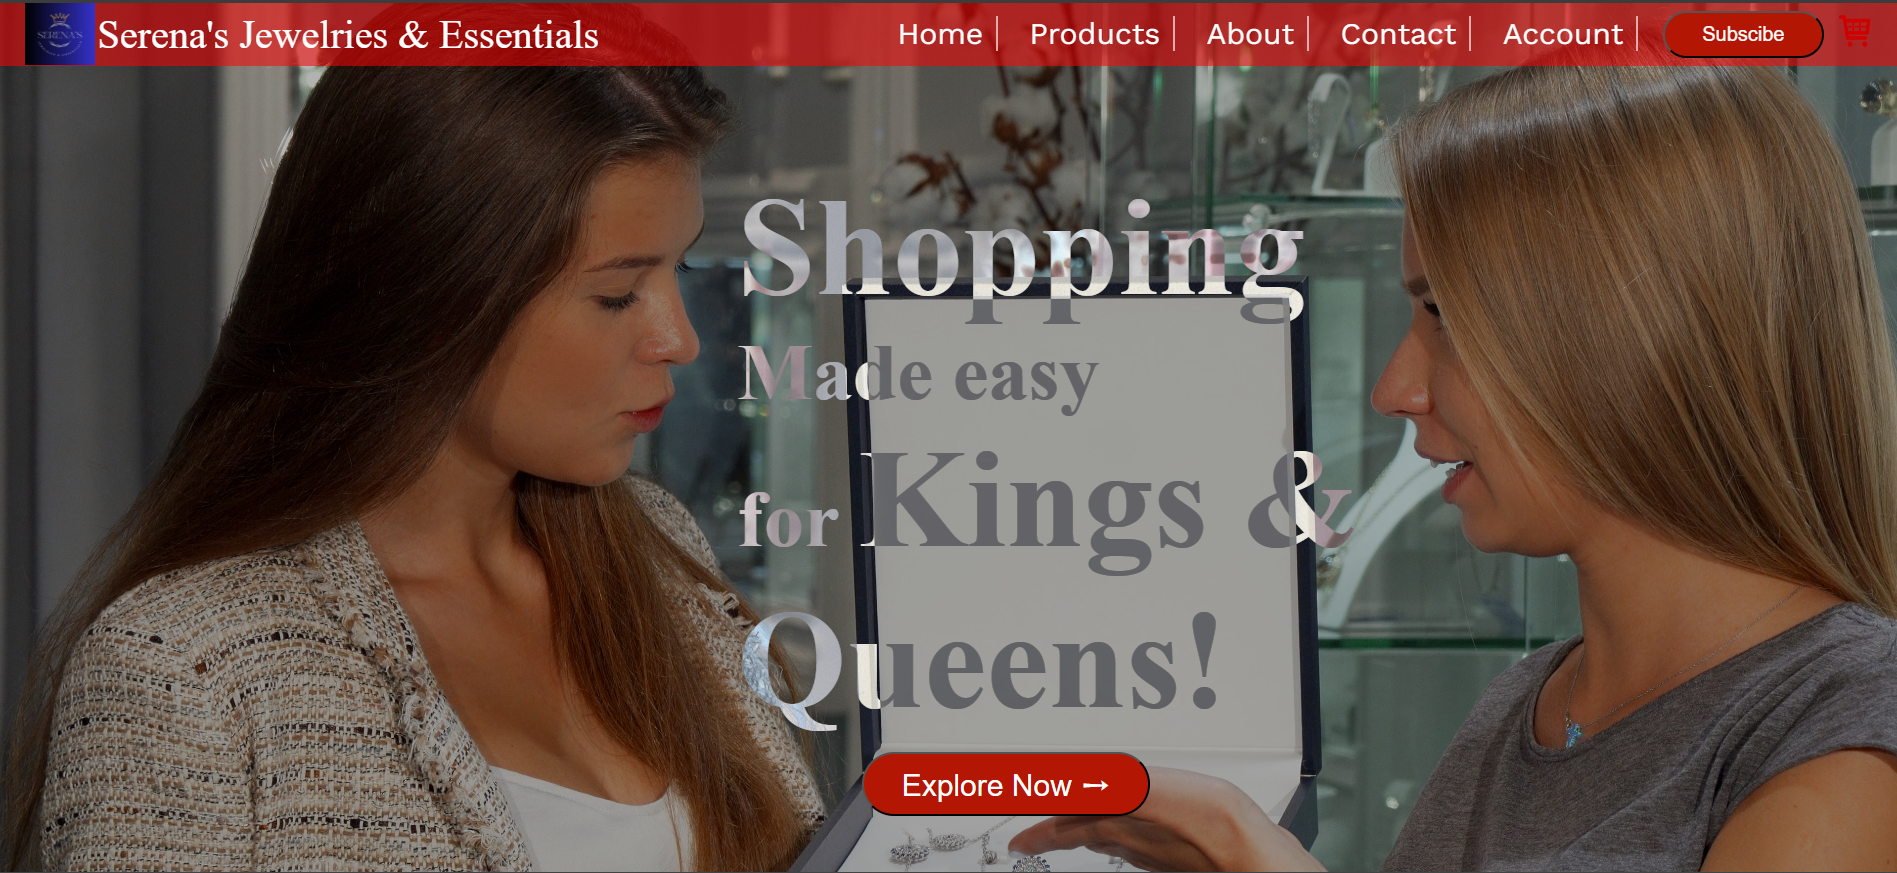 SERENA'S
Serena's Jewelries & Essentials
Home
Products
About
Contact
Account
Subscibe
Shopping
Made easy
for Kings &
Queens!
Explore Now →